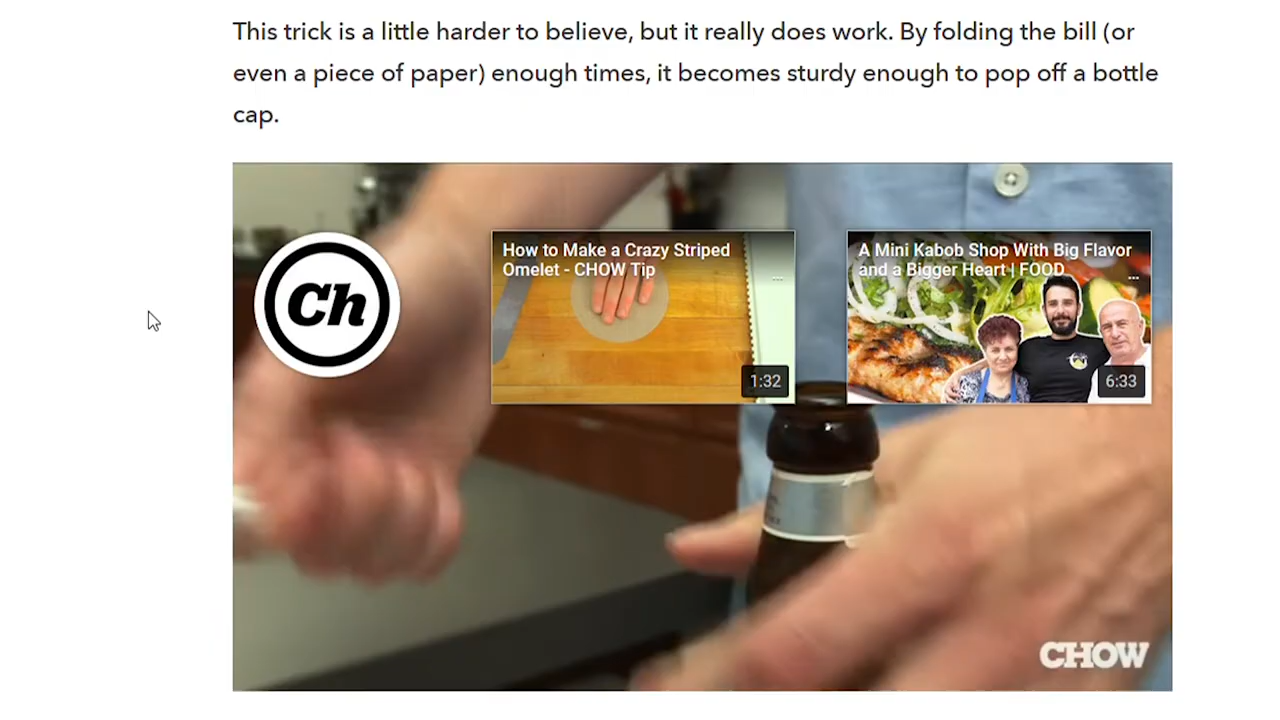 This trick is a little harder to believe, but it really does work. By folding the bill (or
even a piece of paper) enough times, it becomes sturdy enough to pop off a bottle
cap.
Ch
How to Make a Crazy Striped
Omelet - CHOW Tip
1:32
A Mini Kabob Shop With Big Flavor
and a Bigger Heart | FOOD
6:33
CHOW